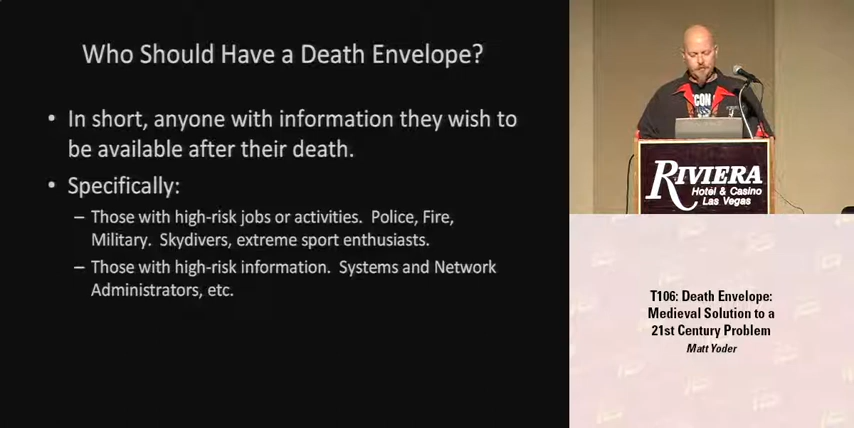 Who Should Have a Death Envelope?
• In short, anyone with information they wish to
be available after their death.
• Specifically:
– Those with high-risk jobs or activities. Police, Fire,
Military. Skydivers, extreme sport enthusiasts.
– Those with high-risk information. Systems and Network
Administrators, etc.
CON
RIVIERA
Hotel & Casino
Las Vegas
T106: Death Envelope:
Medieval Solution to a
21st Century Problem
Matt Yoder